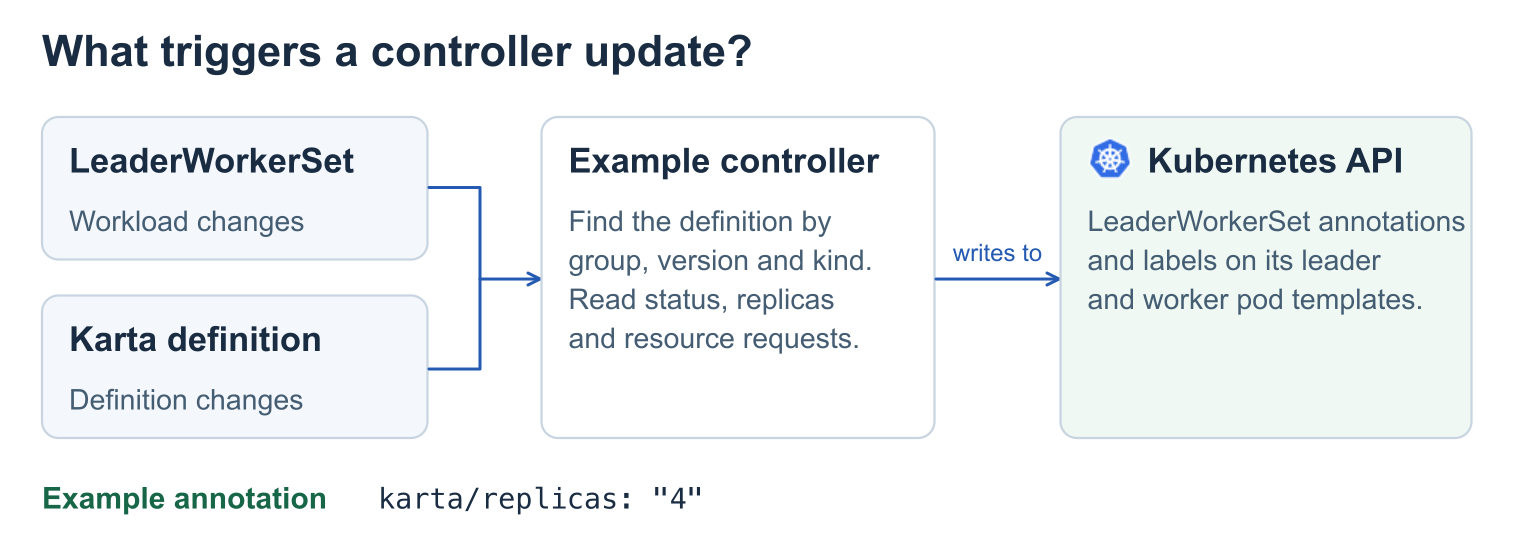 What triggers a controller update?
LeaderWorkerSet
Workload changes
Karta definition
Definition changes
Example controller
Find the definition by
group, version and kind.
Read status, replicas
and resource requests.
writes to
Kubernetes API
LeaderWorkerSet annotations
and labels on its leader
and worker pod templates.
Example annotation karta/replicas: "4"